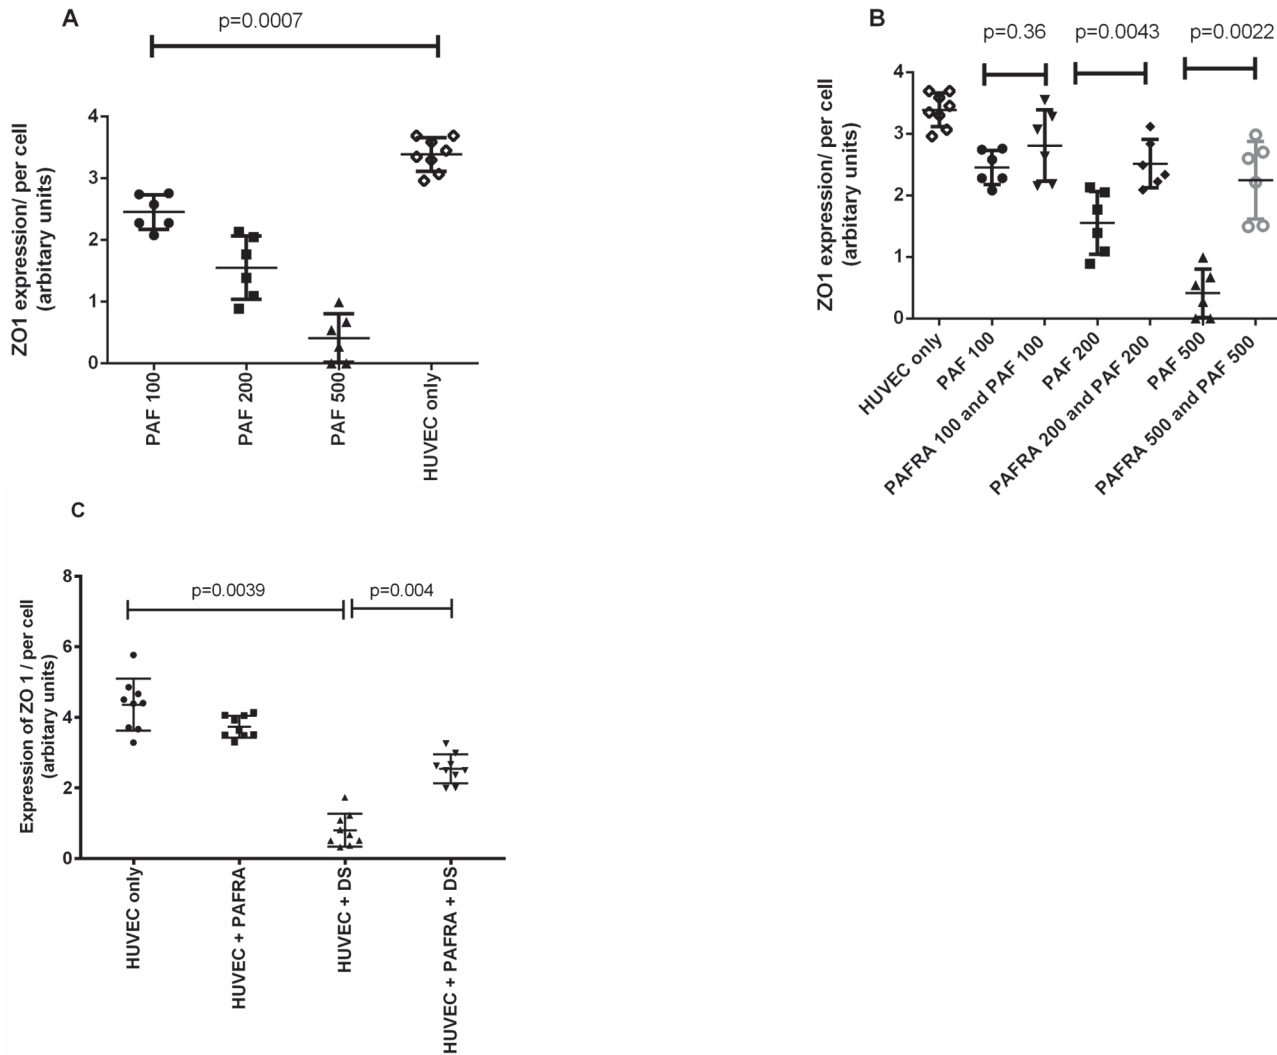 A
p=0.0007
ZO1 expression/ per cell
(arbitary units)
4
3
2
1
0
PAF 100
PAF 200
PAF 500
HUVEC only
B
p=0.36
p=0.0043
p=0.0022
ZO1 expression/ per cell
(arbitary units)
4
3
2
1
0
HUVEC only
PAF 100
PAFRA 100 and PAF 100
PAF 200
PAFRA 200 and PAF 200
PAF 500
PAFRA 500 and PAF 500
C
p=0.0039
p=0.004
Expression of ZO 1 / per cell
(arbitary units)
8
6
4
2
0
HUVEC only
HUVEC + PAFRA
HUVEC + DS
HUVEC + PAFRA + DS